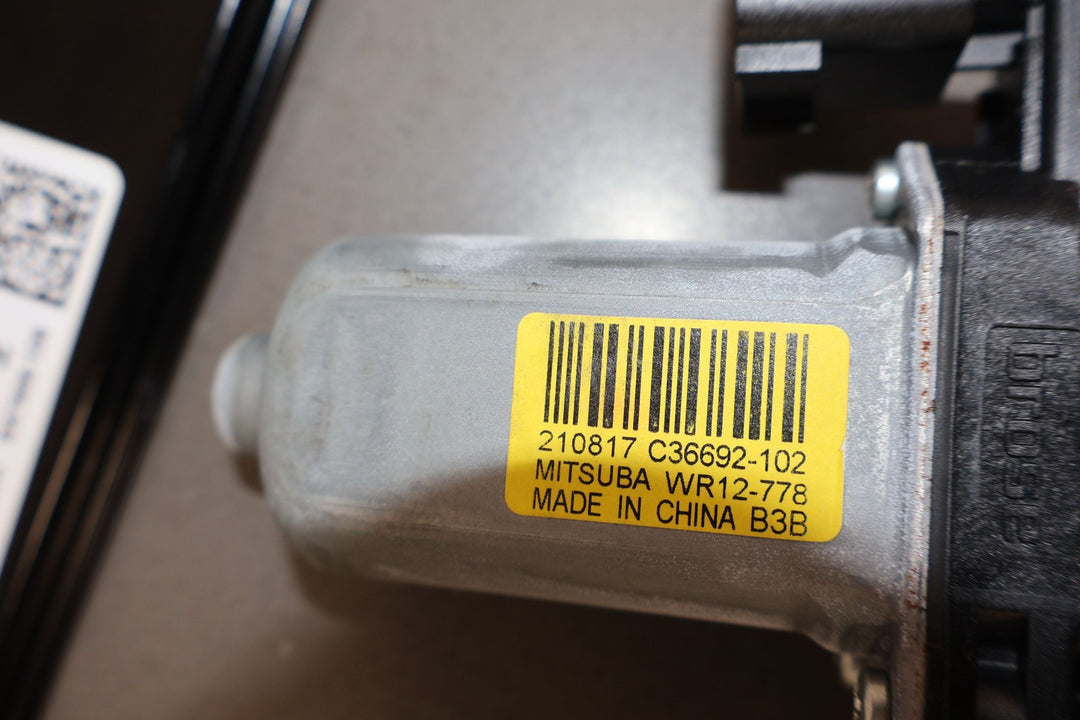 210817 C36692-102
MITSUBA WR12-778
MADE IN CHINA B3B
brose